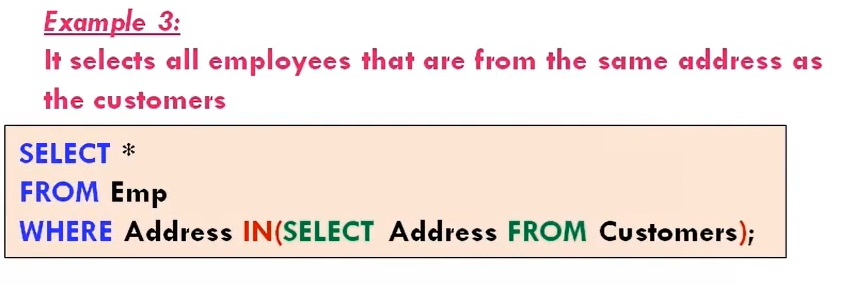 Example 3:
It selects all employees that are from the same address as
the customers
SELECT *
FROM Emp
WHERE Address IN(SELECT Address FROM Customers);